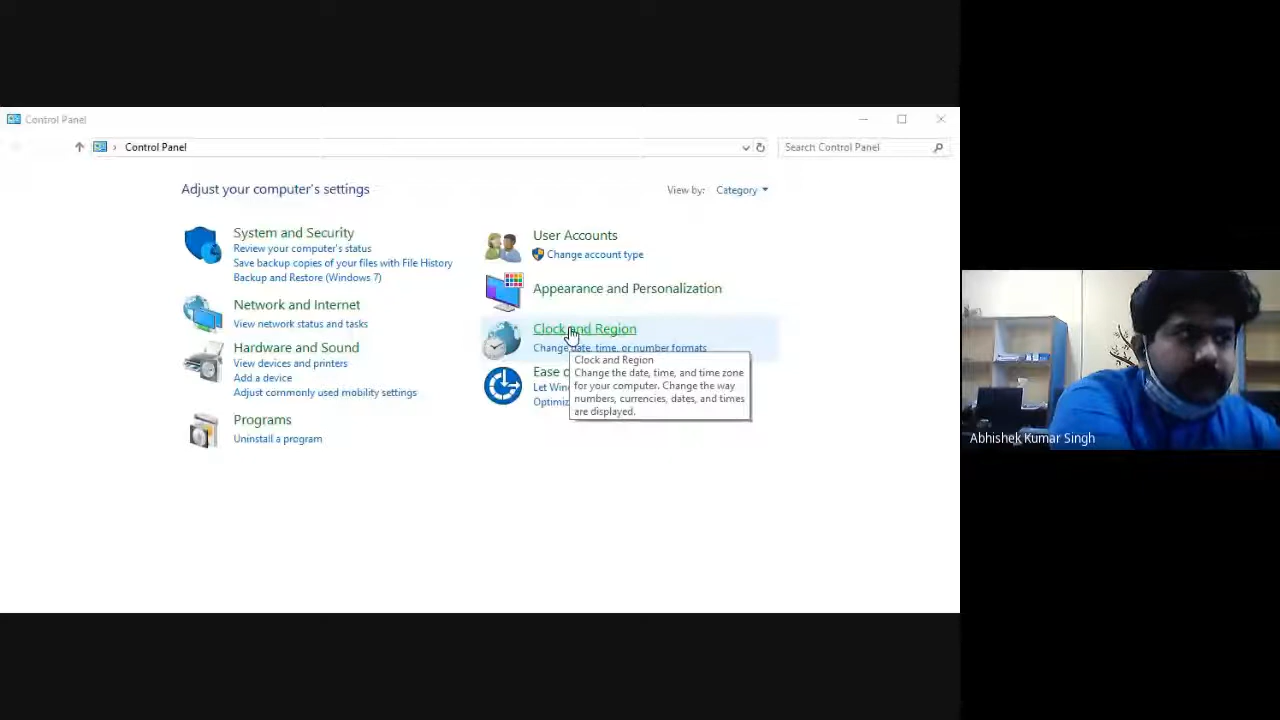 Control Panel
Control Panel
Search Control Panel
Adjust your computer's settings
View by: Category
System and Security
Review your computer's status
Save backup copies of your files with File History
Backup and Restore (Windows 7)
Network and Internet
View network status and tasks
Hardware and Sound
View devices and printers
Add a device
Adjust commonly used mobility settings
Programs
Uninstall a program
User Accounts
Change account type
Appearance and Personalization
Clock and Region
Change date, time, or number formats
Ease
Let
Clock and Region
Change the date, time, and time zone
for your computer. Change the way
numbers, currencies, dates, and times
are displayed.
Abhishek Kumar Singh